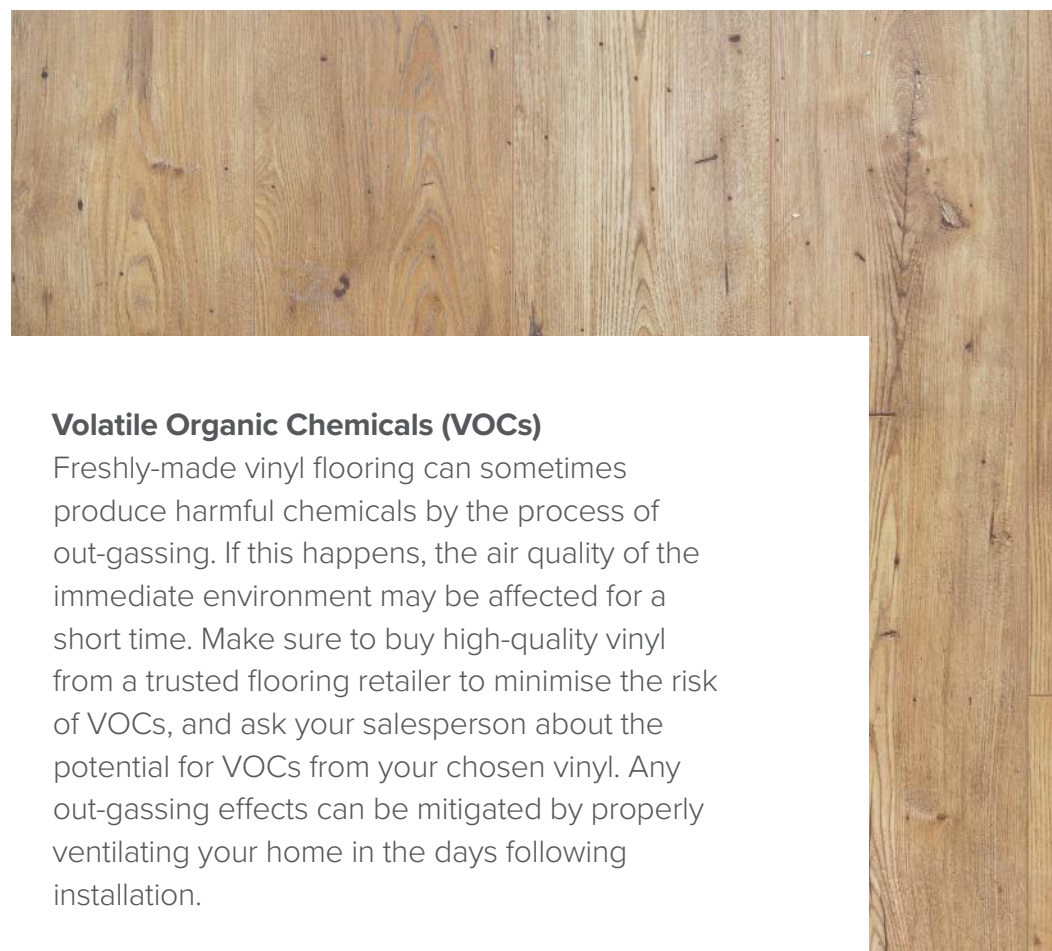 Volatile Organic Chemicals (VOCs)
Freshly-made vinyl flooring can sometimes
produce harmful chemicals by the process of
out-gassing. If this happens, the air quality of the
immediate environment may be affected for a
short time. Make sure to buy high-quality vinyl
from a trusted flooring retailer to minimise the risk
of VOCs, and ask your salesperson about the
potential for VOCs from your chosen vinyl. Any
out-gassing effects can be mitigated by properly
ventilating your home in the days following
installation.